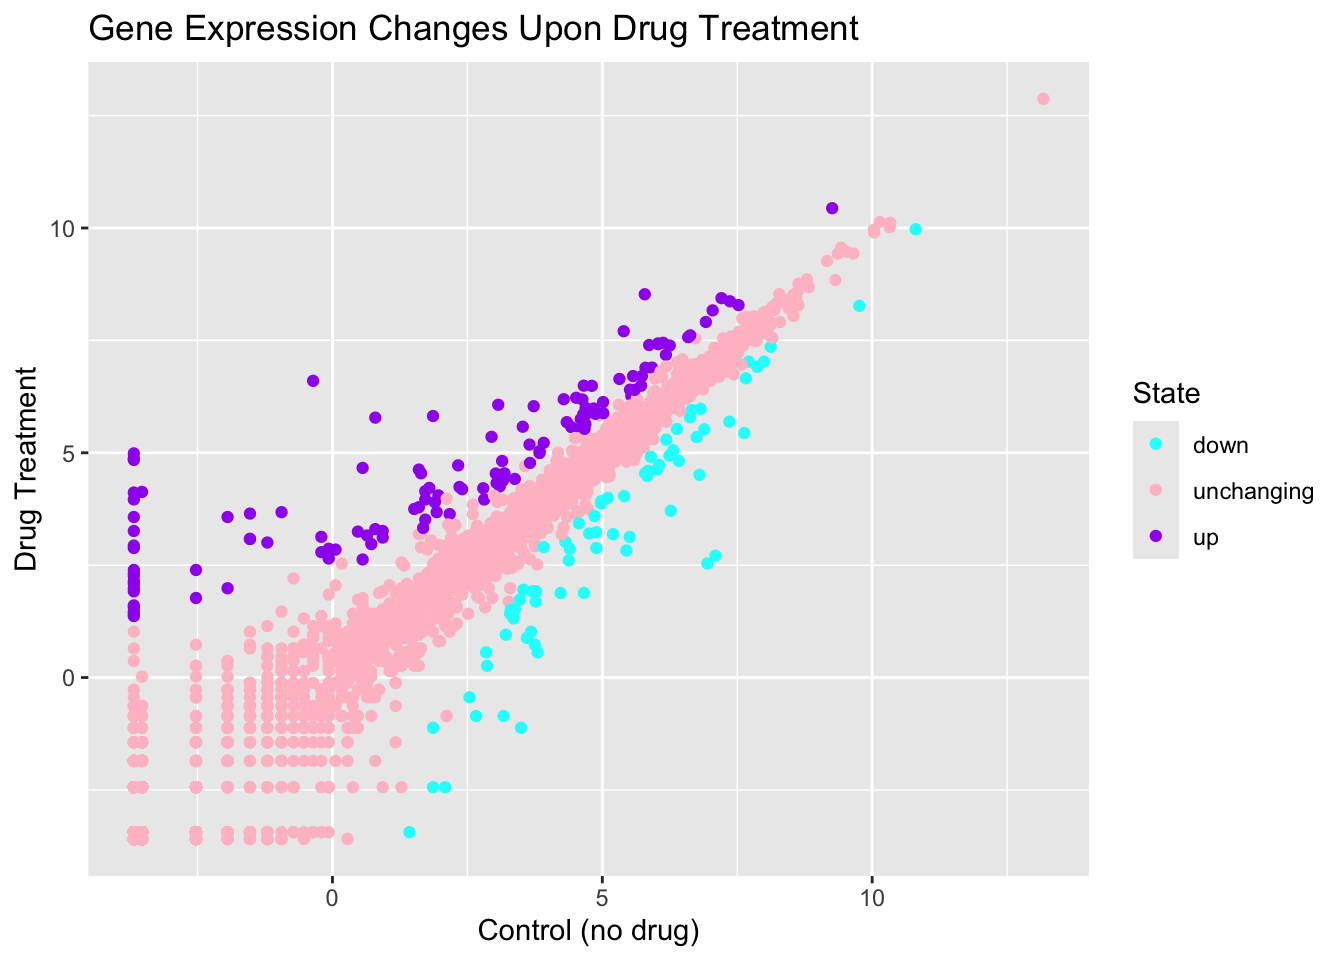 Gene Expression Changes Upon Drug Treatment
10
5
0
Drug Treatment
0
5
10
Control (no drug)
State
down
unchanging
up